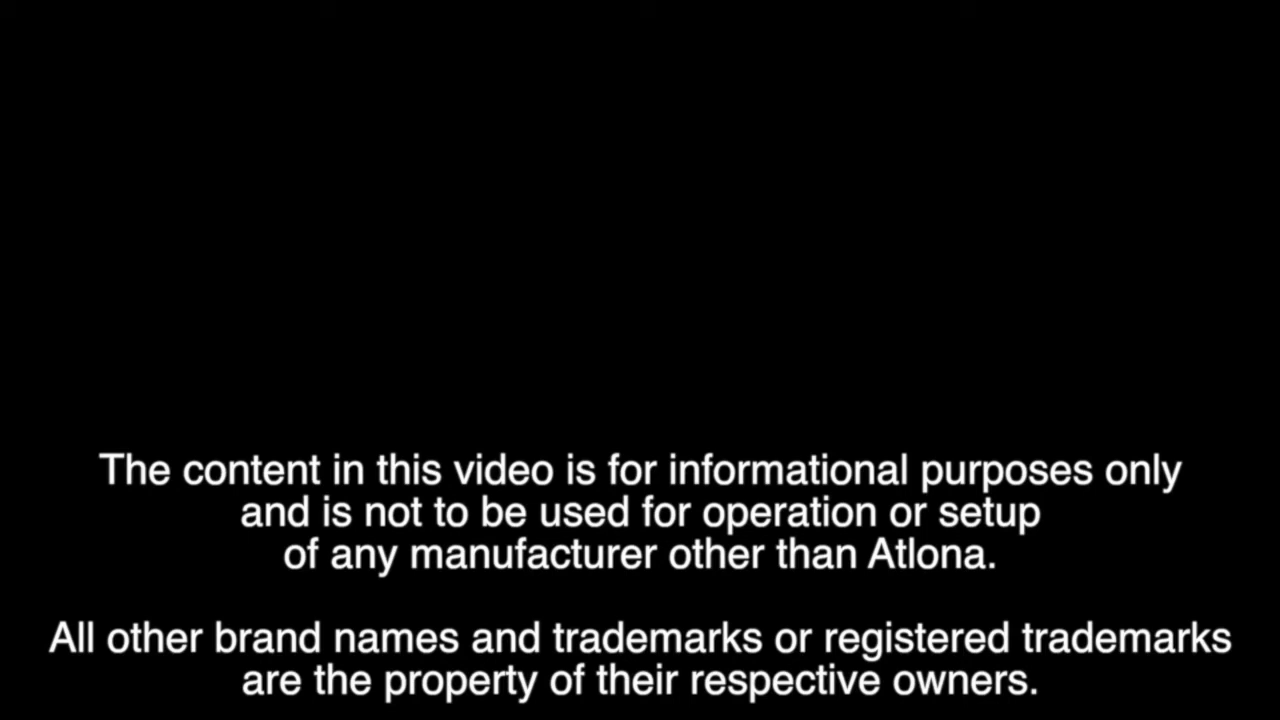 The content in this video is for informational purposes only
and is not to be used for operation or setup
of any manufacturer other than Atlona.
All other brand names and trademarks or registered trademarks
are the property of their respective owners.